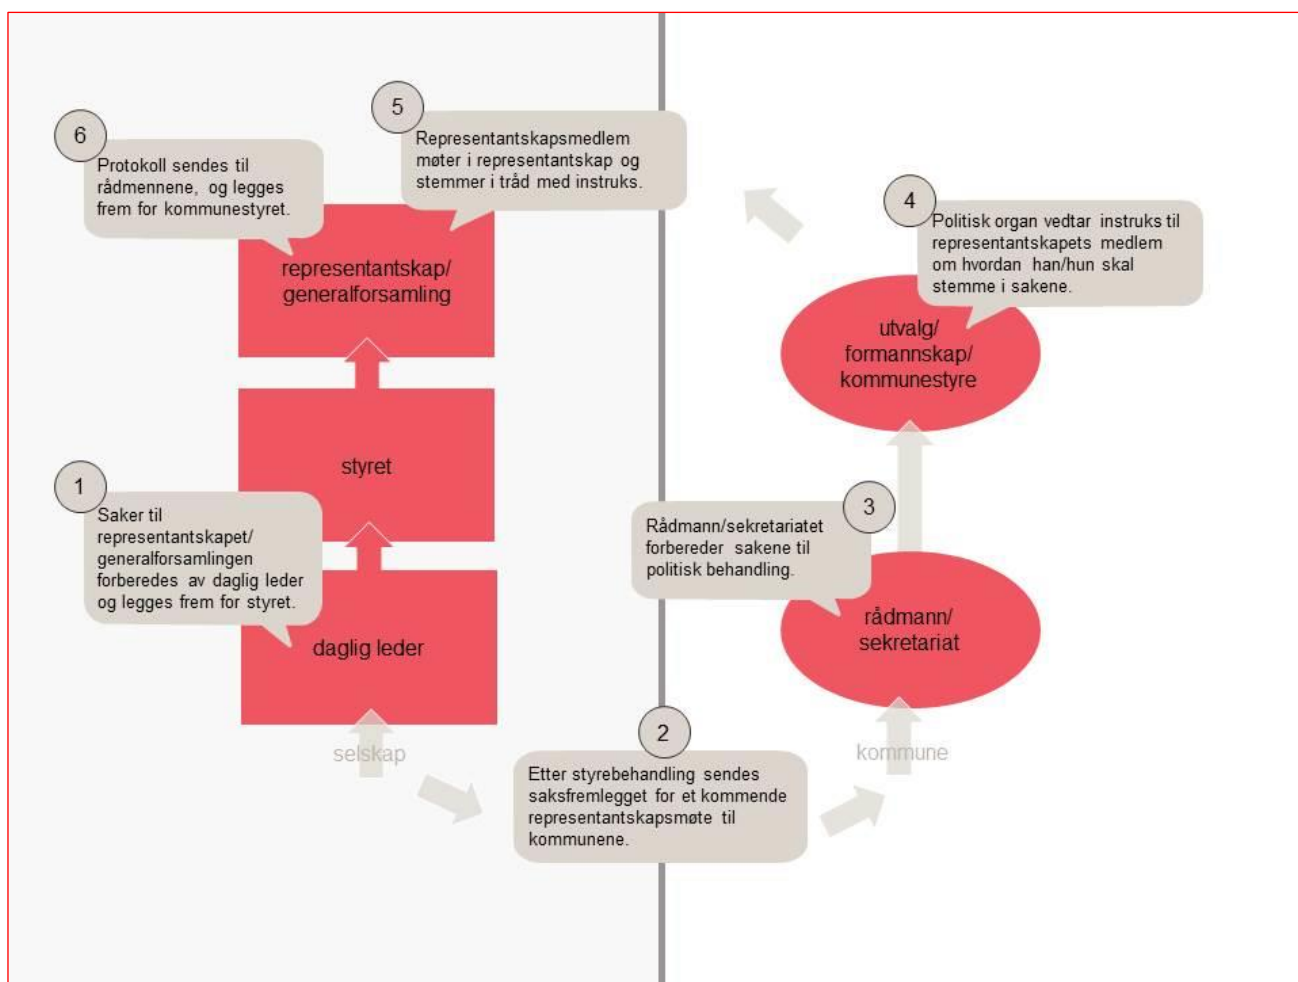 6
Protokoll sendes til
rådmennene, og legges
frem for kommunestyret.
5
Representantskapsmedlem
møter i representantskap og
stemmer i tråd med instruks.
4
Politisk organ vedtar instruks til
representantskapets medlem
om hvordan han/hun skal
stemme i sakene.
representantskap/
generalforsamling
utvalg/
formannskap/
kommunestyre
styret
1
Saker til
representantskapet/
generalforsamlingen
forberedes av daglig leder
og legges frem for styret.
3
Rådmann/sekretariatet
forbereder sakene til
politisk behandling.
daglig leder
rådmann/
sekretariat
selskap
2
Etter styrebehandling sendes
saksfremlegget for et kommende
representantskapsmøte til
kommunene.
kommune